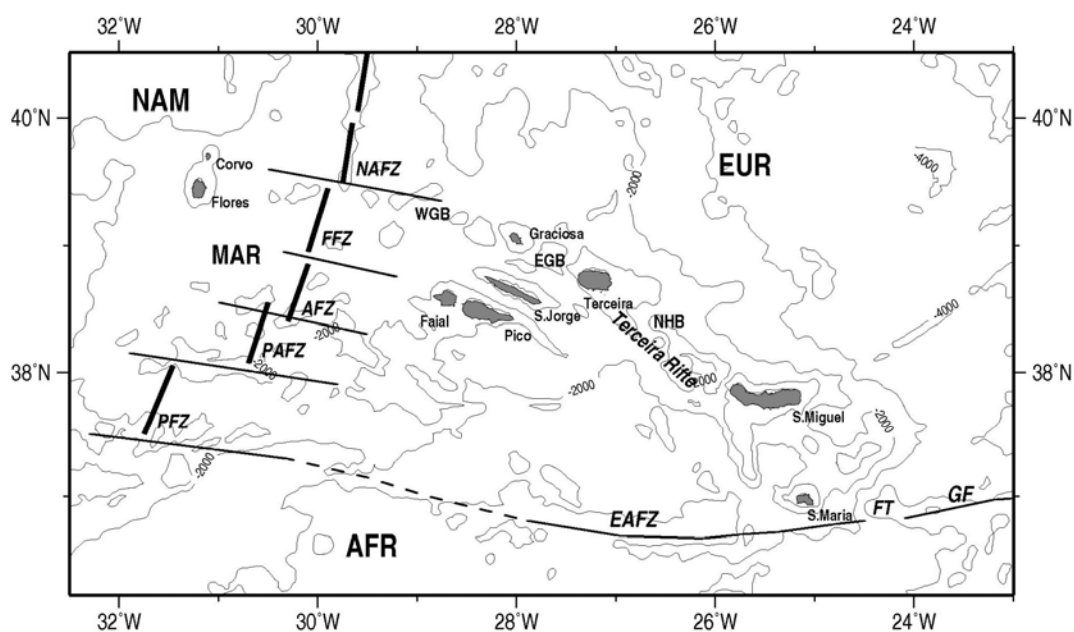 32°W 30°W 28°W 26°W 24°W
NAM
40°N 40°N
EUR
-4000
Corvo
NAFZ
-2000
Flores
WGB
Graciosa
FFZ
MAR
EGB
Terceira
S.Jorge
AFZ
Faial
-2000
Pico
NHB
-4000
PAFZ
Terceira Rifte
-2000
38°N 38°N
-2000
-2000
S.Miguel
PFZ
-2000
-2000
S.Maria
FT
GF
EAFZ
AFR
32°W 30°W 28°W 26°W 24°W